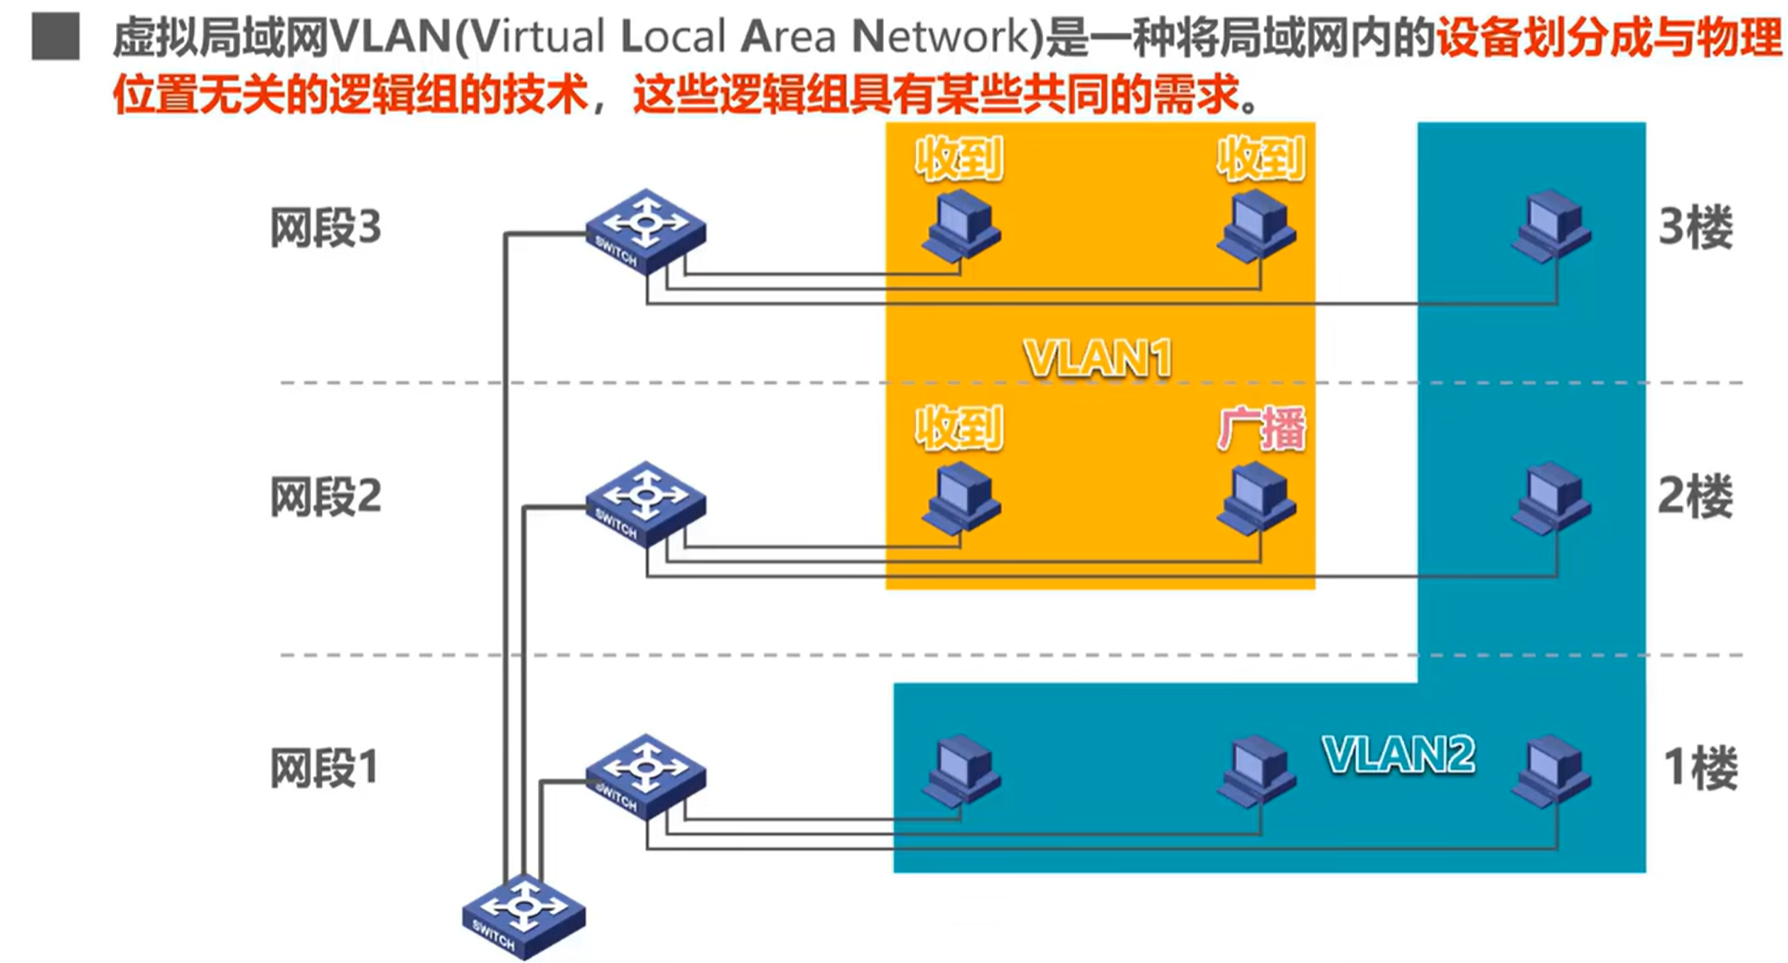 虚拟局域网VLAN(Virtual Local Area Network)是一种将局域网内的设备划分成与物理
位置无关的逻辑组的技术，这些逻辑组具有某些共同的需求。
收到
收到
网段3
SWITCH
3楼
VLAN1
收到
广播
网段2
SWITCH
2楼
网段1
SWITCH
VLAN2
1楼
SWITCH